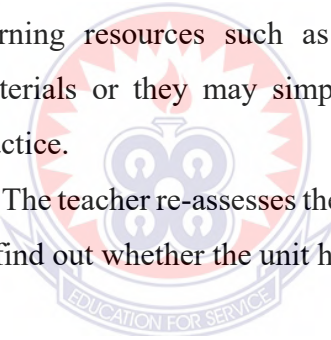 rning resources such as
terials or they may simp
ctice.
The teacher re-assesses the
find out whether the unit h
EDUCATION FOR SERVICE